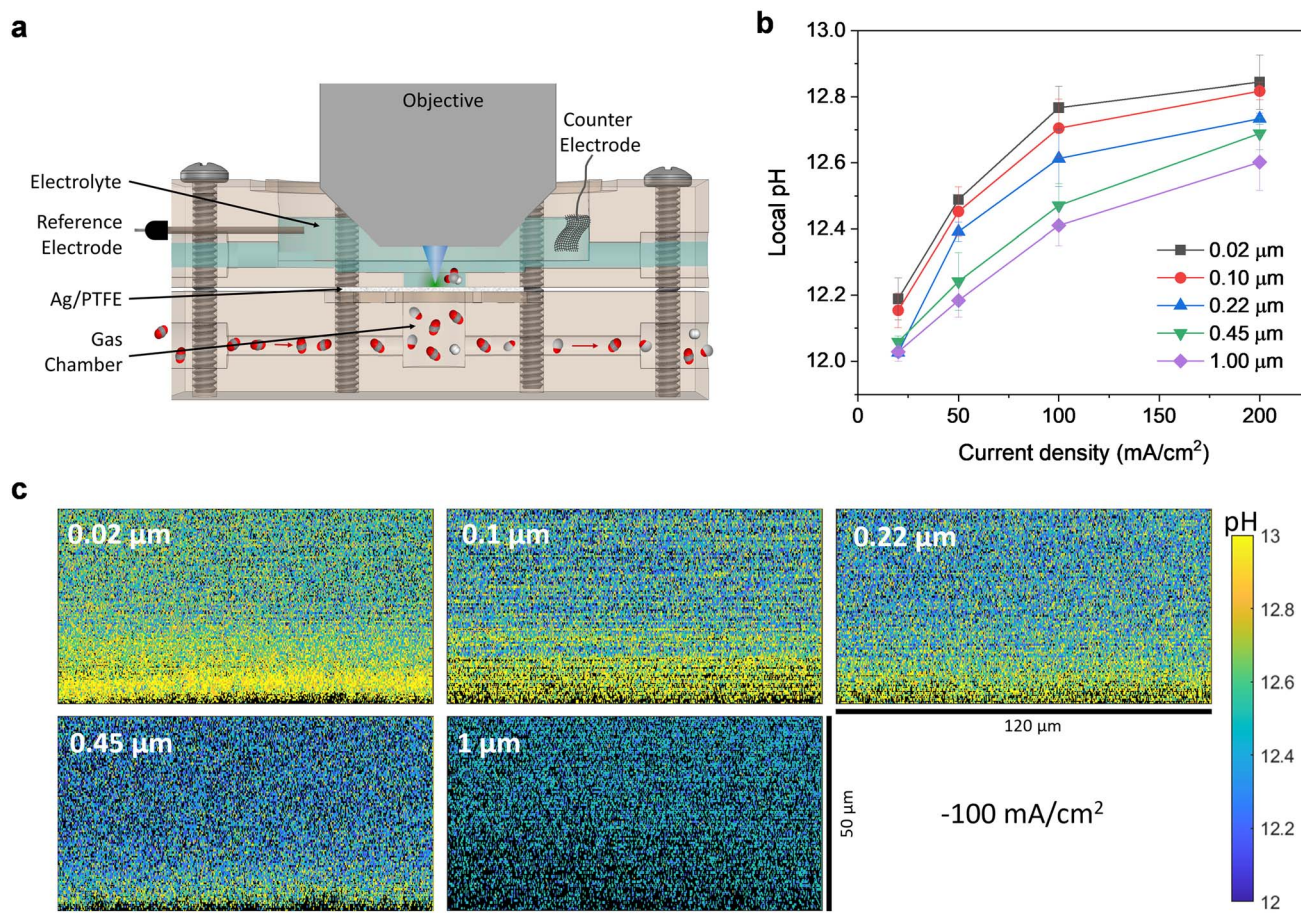 a
Objective
Counter
Electrode
Electrolyte
Reference
Electrode
Ag/PTFE
Gas
Chamber
b
13.0
12.8
12.6
12.4
12.2
12.0
Local pH
0
50
100
150
200
Current density (mA/cm²)
0.02 μm
0.10 μm
0.22 μm
0.45 μm
1.00 μm
c
0.02 μm
0.1 μm
0.22 μm
0.45 μm
1 μm
120 μm
50 μm
-100 mA/cm²
pH
13
12.8
12.6
12.4
12.2
12